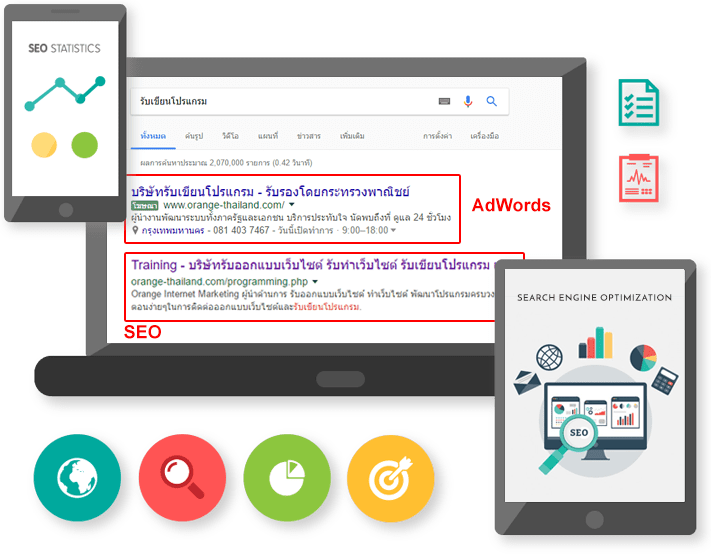 SEO STATISTICS
รับเขียนโปรแกรม
ทั้งหมด ค้นรูป วิดีโอ แผนที่ ข่าวสาร เพิ่มเติม การตั้งค่า เครื่องมือ
ผลการค้นหาประมาณ 2,070,000 รายการ (0.42 วินาที)
บริษัทรับเขียนโปรแกรม - รับรองโดยกระทรวงพาณิชย์
โฆษณา www.orange-thailand.com/
ผู้นำงานพัฒนาระบบทั้งภาครัฐและเอกชน บริการประทับใจ นัดพบถึงที่ ดูแล 24 ชั่วโมง
กรุงเทพมหานคร - 081 403 7467 - วันนี้เปิดทำการ · 9:00–18:00
AdWords
Training - บริษัทรับออกแบบเว็บไซต์ รับทำเว็บไซต์ รับเขียนโปรแกรม
orange-thailand.com/programming.php
Orange Internet Marketing ผู้นำด้านการ รับออกแบบเว็บไซต์ ทำเว็บไซต์ พัฒนาโปรแกรมครบวง
ตอนง่ายๆในการติดต่อออกแบบเว็บไซต์และรับเขียนโปรแกรม.
SEO
SEARCH ENGINE OPTIMIZATION
SEO